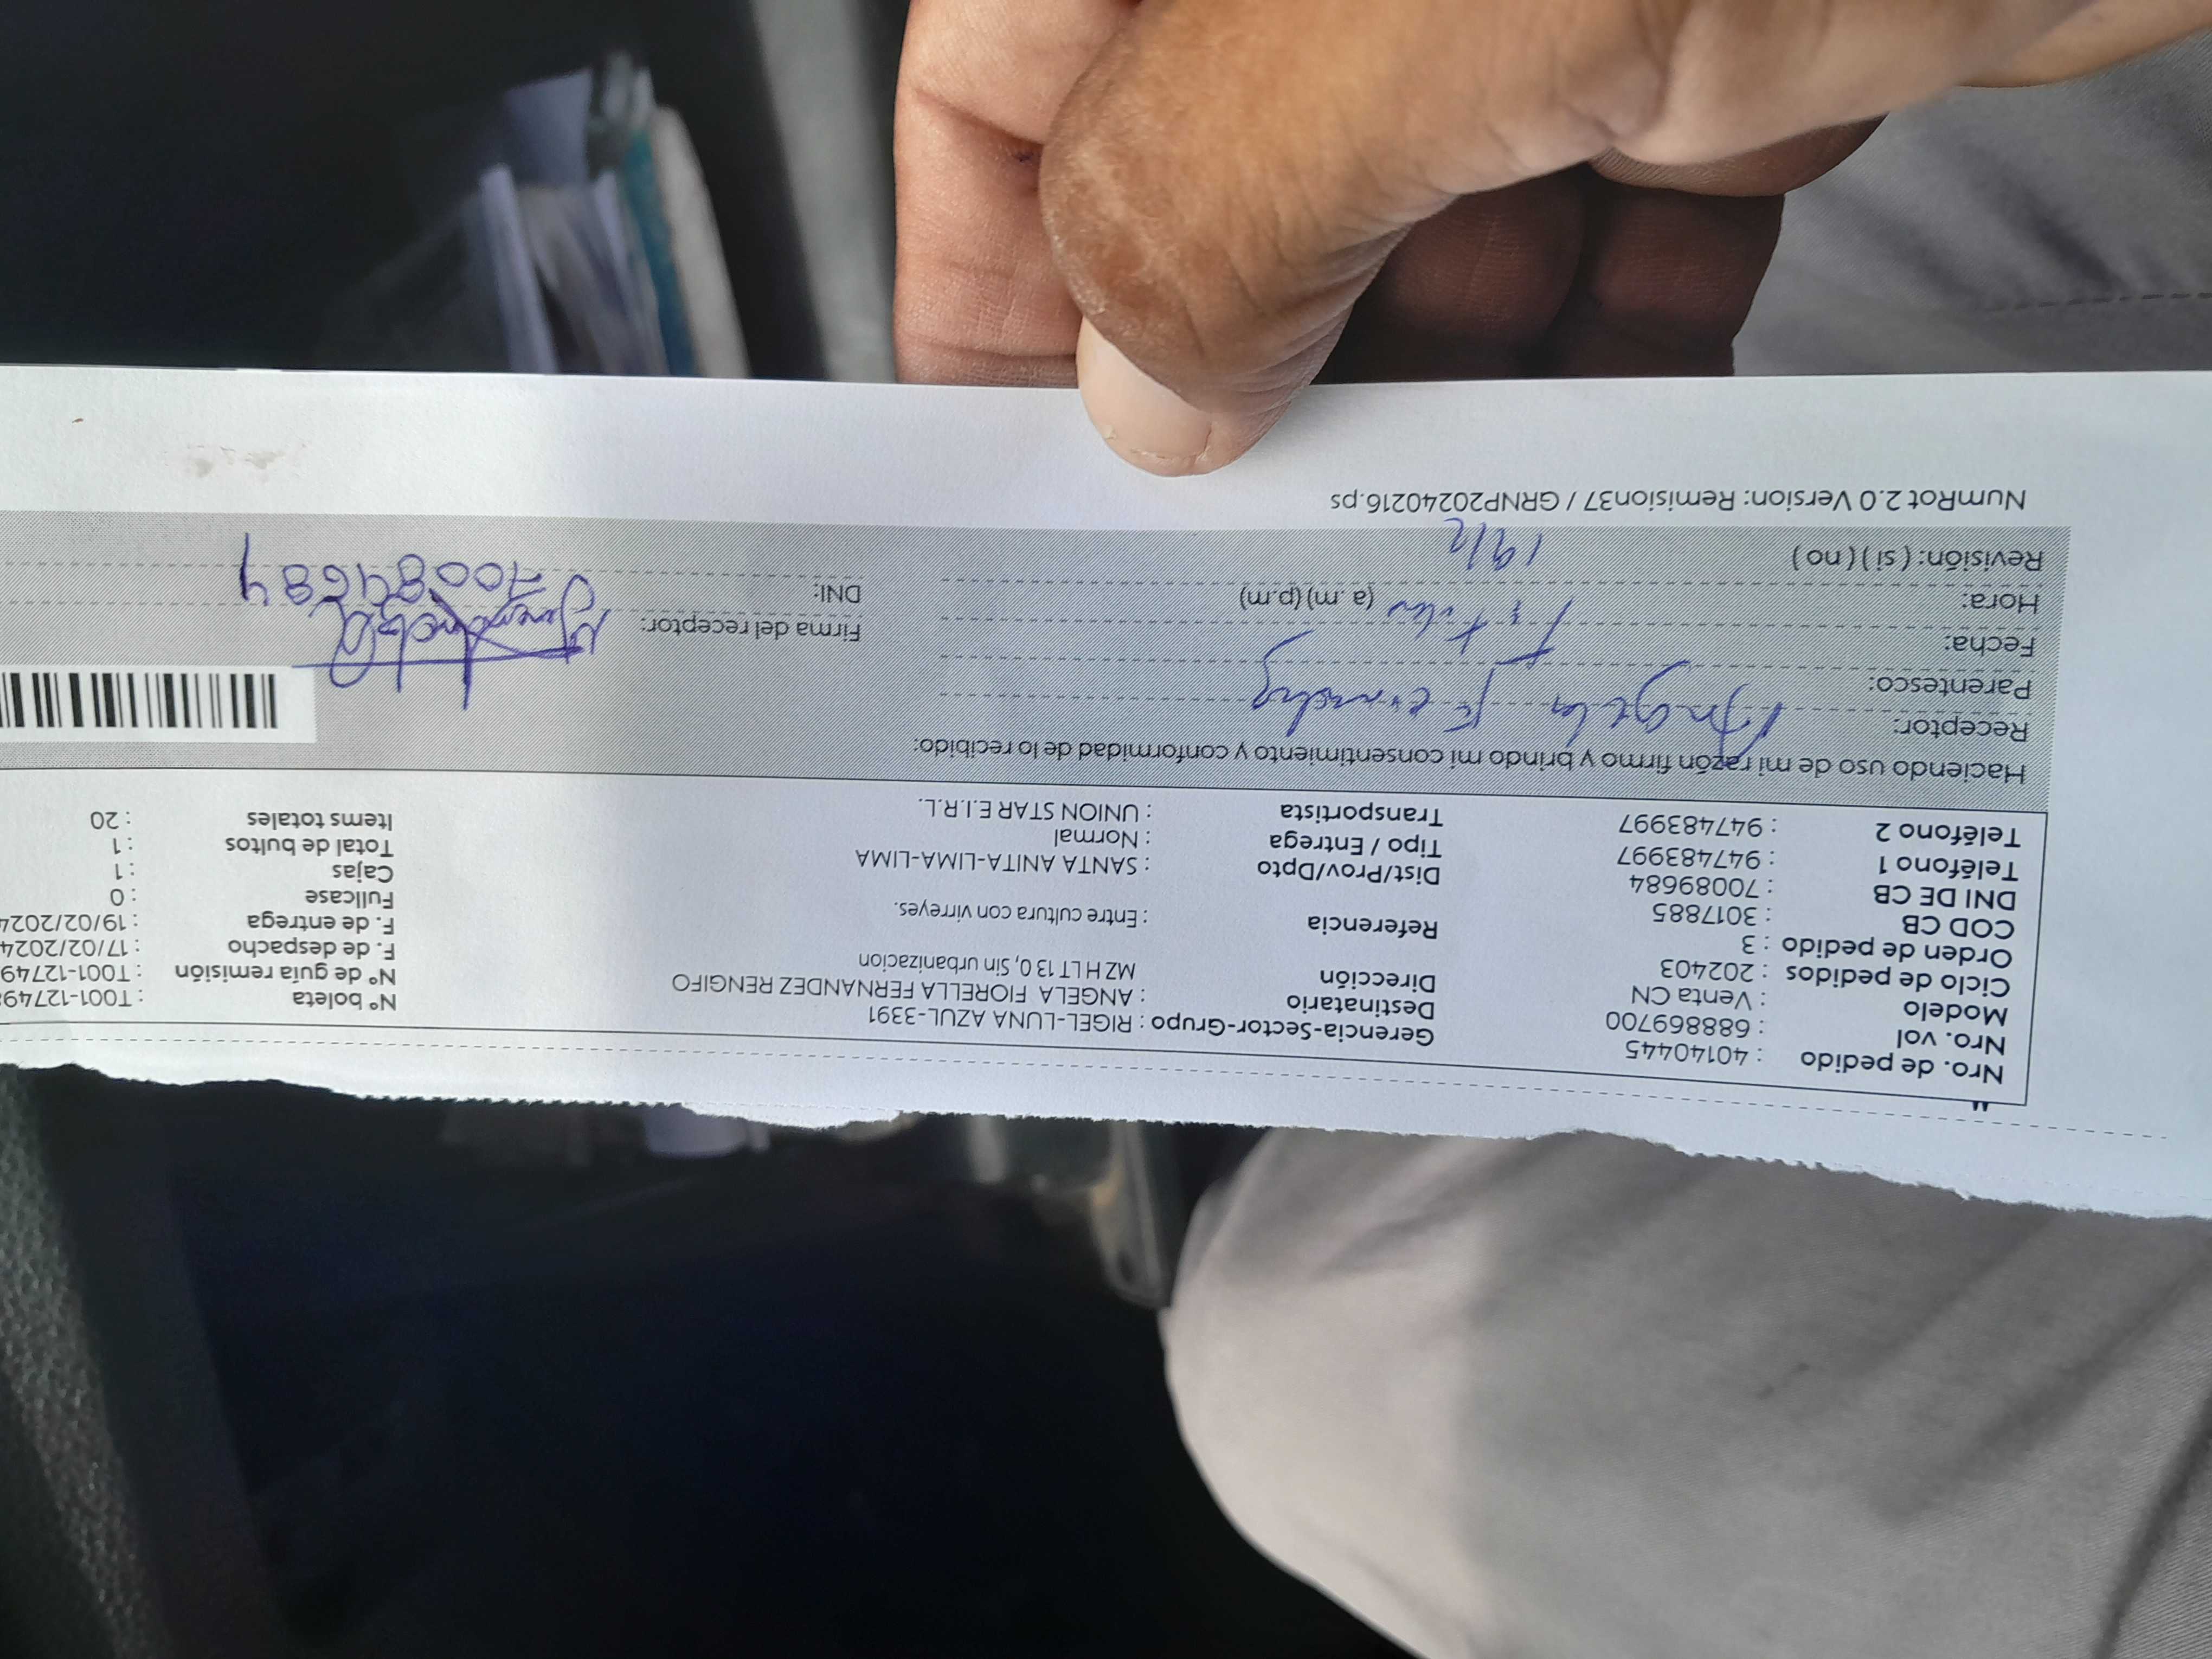 Nro. de pedido : 40140445
Nro. vol : 688869700
Modelo : Venta CN
Ciclo de pedidos : 202403
Orden de pedido : 3
COD CB : 3017885
DNI DE CB : 70089684
Teléfono 1 : 947483997
Teléfono 2 : 947483997
Gerencia-Sector-Grupo : RIGEL-LUNA AZUL-3391
Destinatario : ANGELA FIORELLA FERNANDEZ RENGIFO
Dirección MZ H LT 13 0, Sin urbanizacion
Referencia : Entre cultura con virreyes.
Dist/Prov/Dpto : SANTA ANITA-LIMA-LIMA
Tipo / Entrega : Normal
Transportista : UNION STAR E.I.R.L.
Nº boleta : T001-127498
Nº de guía remisión : T001-12749
F. de despacho : 17/02/2024
F. de entrega : 19/02/2024
Fullcase : 0
Cajas : 1
Total de bultos : 1
Items totales : 20
Haciendo uso de mi razón firmo y brindo mi consentimiento y conformidad de lo recibido:
Receptor: Angela Fernandez
Parentesco:
Fecha:
Hora: (a. m) (p.m)
Revisión: ( si ) ( no ) 19/2
Firma del receptor:
DNI: 70089684
NumRot 2.0 Version: Remision37 / GRNP20240216.ps